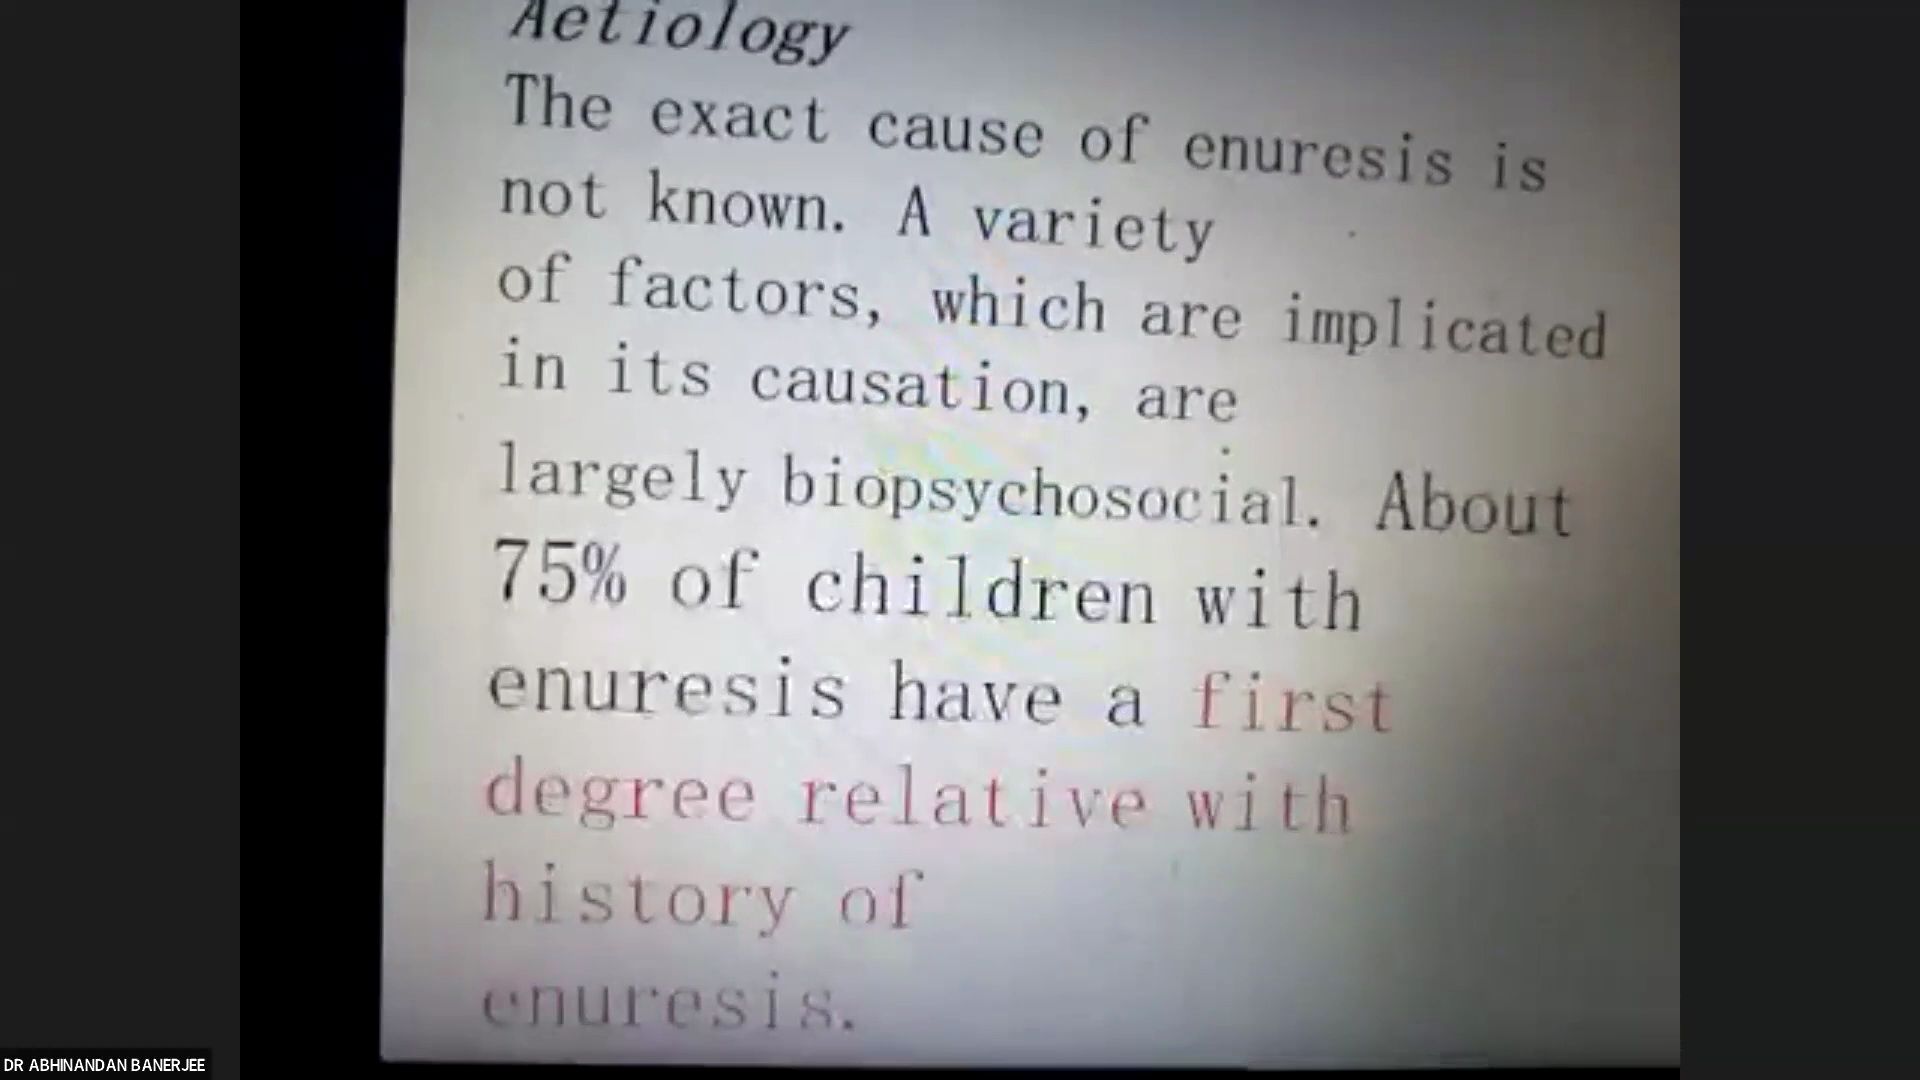 Aetiology
The exact cause of enuresis is
not known. A variety
of factors, which are implicated
in its causation, are
largely biopsychosocial. About
75% of children with
enuresis have a first
degree relative with
history of
enuresis.
DR ABHINANDAN BANERJEE